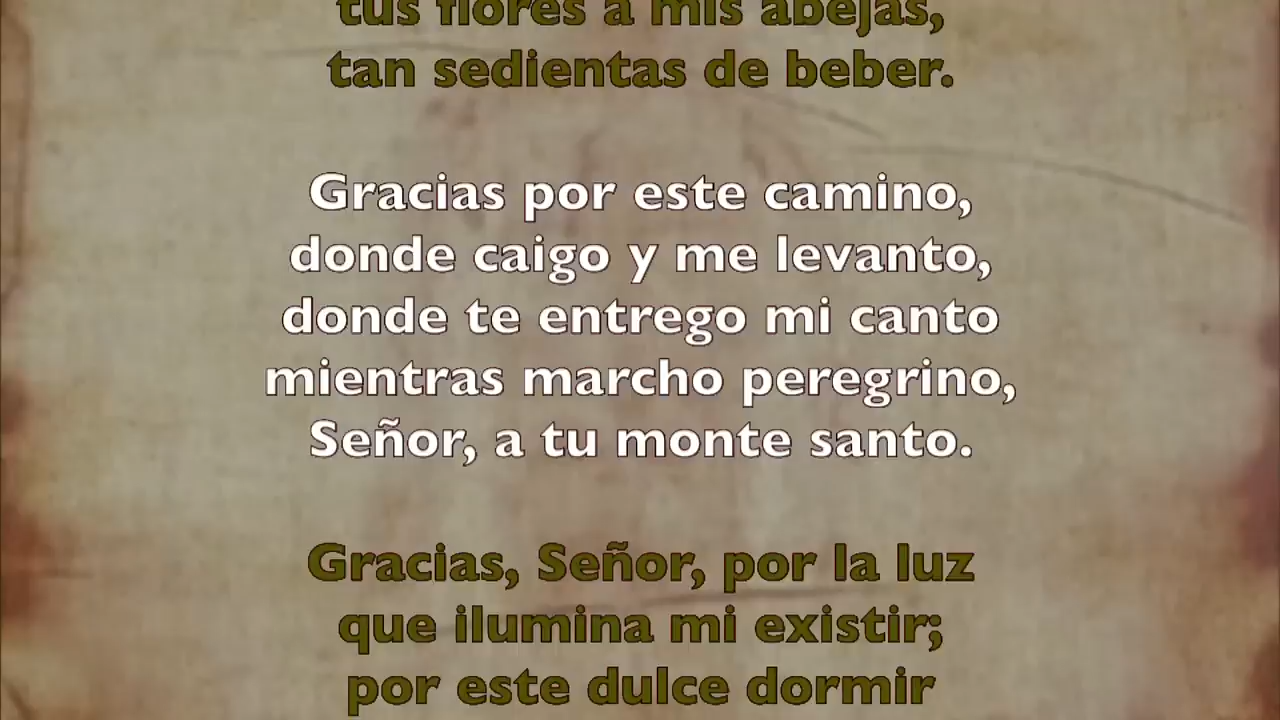 tus flores a mis abejas,
tan sedientas de beber.
Gracias por este camino,
donde caigo y me levanto,
donde te entrego mi canto
mientras marcho peregrino,
Señor, a tu monte santo.
Gracias, Señor, por la luz
que ilumina mi existir;
por este dulce dormir